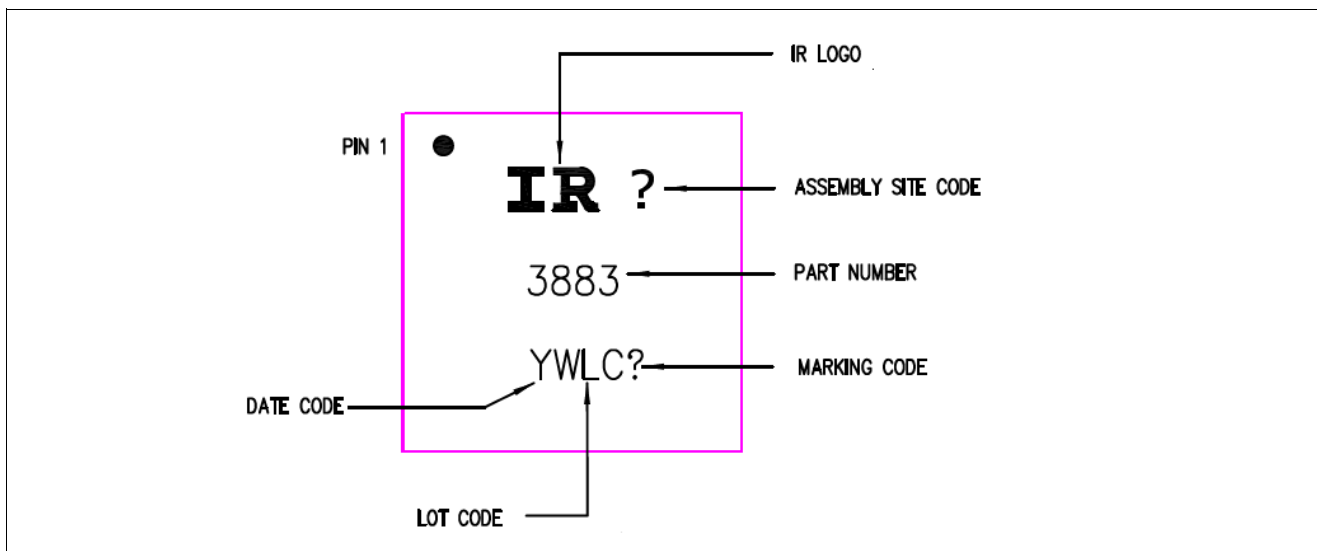 IR LOGO
PIN 1
IR ?
ASSEMBLY SITE CODE
3883
PART NUMBER
YWLC?
MARKING CODE
DATE CODE
LOT CODE